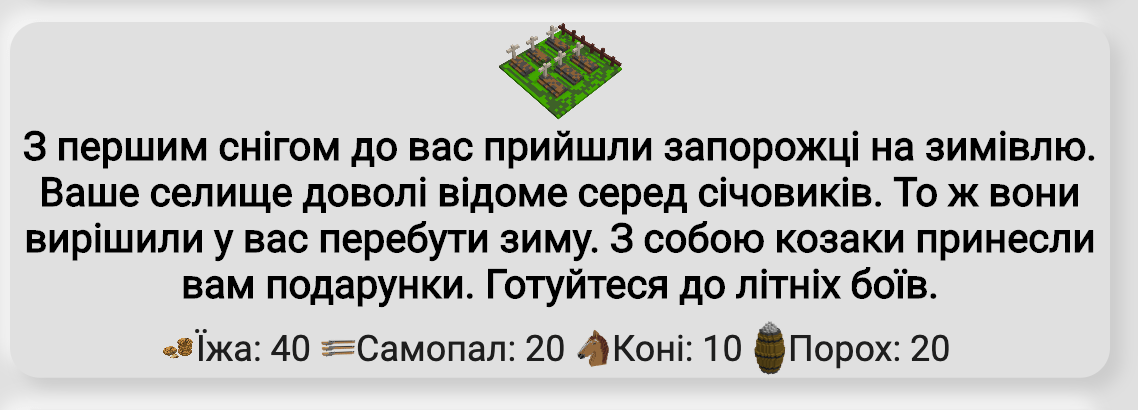 З першим снігом до вас прийшли запорожці на зимівлю.
Ваше селище доволі відоме серед січовиків. То ж вони
вирішили у вас перебути зиму. З собою козаки принесли
вам подарунки. Готуйтеся до літніх боїв.
Їжа: 40 Самопал: 20 Коні: 10 Порох: 20